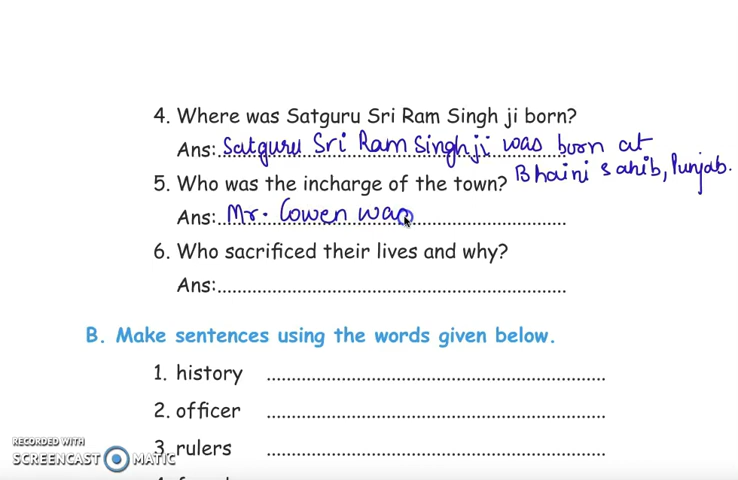 4. Where was Satguru Sri Ram Singh ji born?
Ans: Satguru Sri Ram Singh ji was born at
Bhaini Sahib, Punjab.
5. Who was the incharge of the town?
Ans: Mr. Cowen was
6. Who sacrificed their lives and why?
Ans:
B. Make sentences using the words given below.
1. history
2. officer
3. rulers
RECORDED WITH
SCREENCAST MATIC